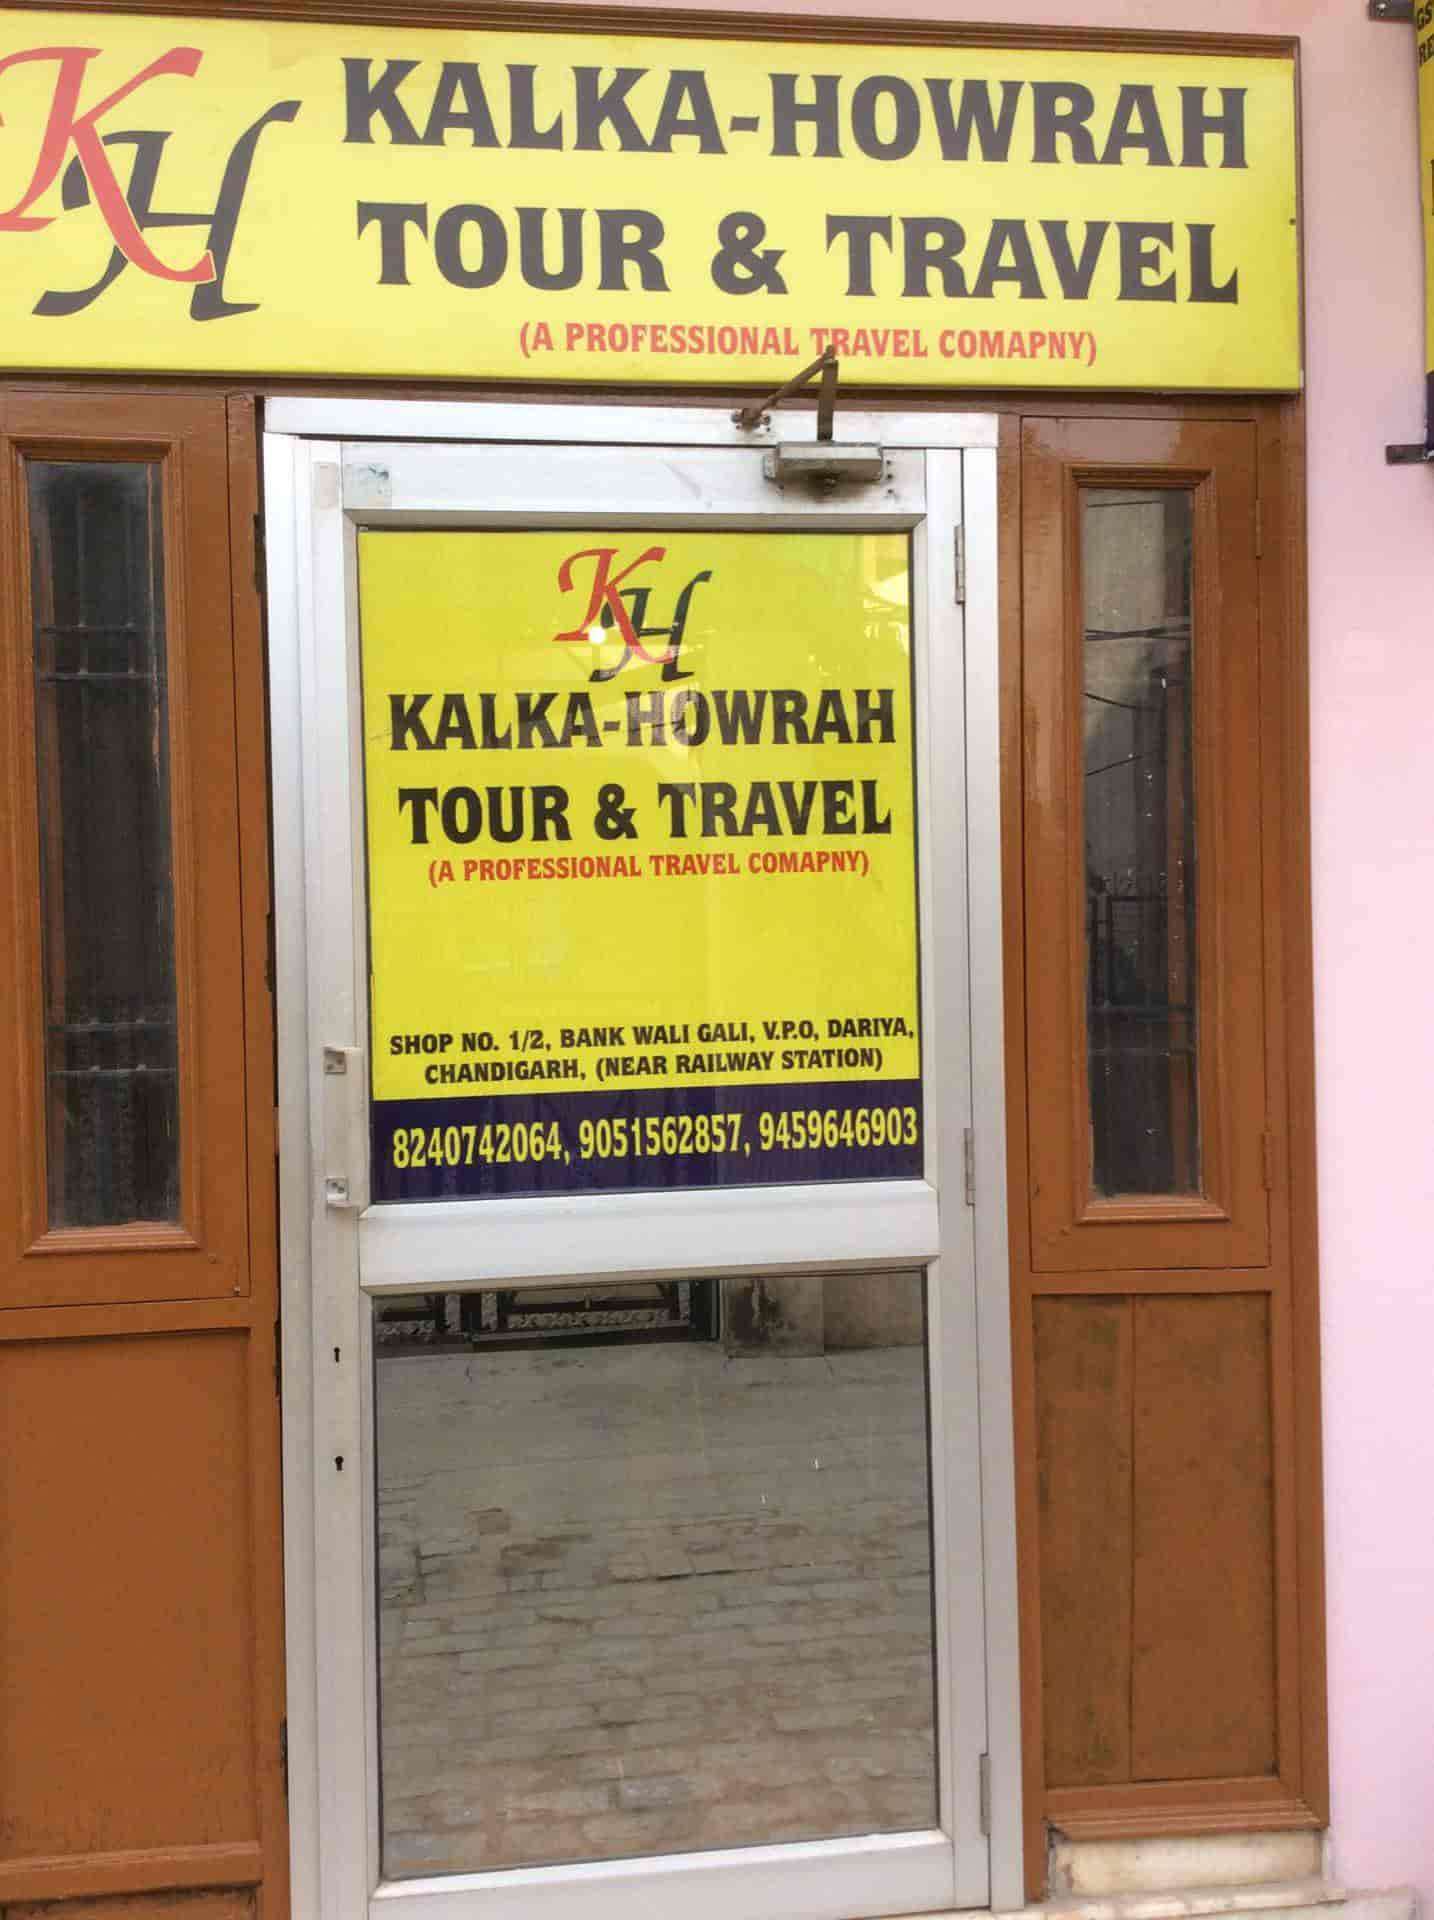 KH
KALKA-HOWRAH
TOUR & TRAVEL
(A PROFESSIONAL TRAVEL COMAPNY)
KH
KALKA-HOWRAH
TOUR & TRAVEL
(A PROFESSIONAL TRAVEL COMAPNY)
SHOP NO. 1/2, BANK WALI GALI, V.P.O, DARIYA,
CHANDIGARH, (NEAR RAILWAY STATION)
8240742064, 9051562857, 9459646903